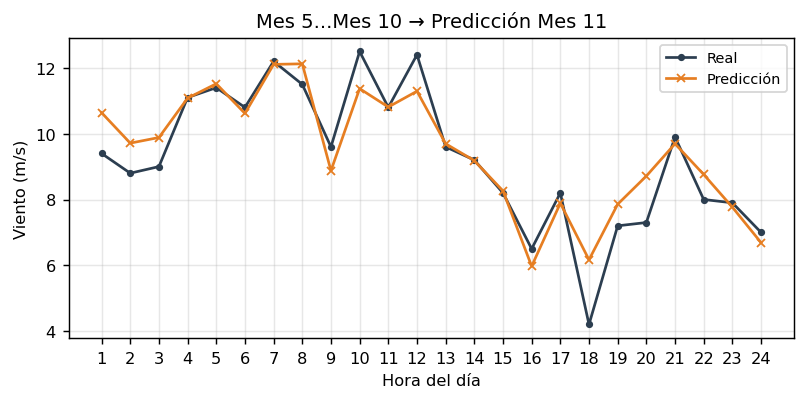 Mes 5...Mes 10 → Predicción Mes 11
Real
Predicción
Viento (m/s)
12
10
8
6
4
1 2 3 4 5 6 7 8 9 10 11 12 13 14 15 16 17 18 19 20 21 22 23 24
Hora del día